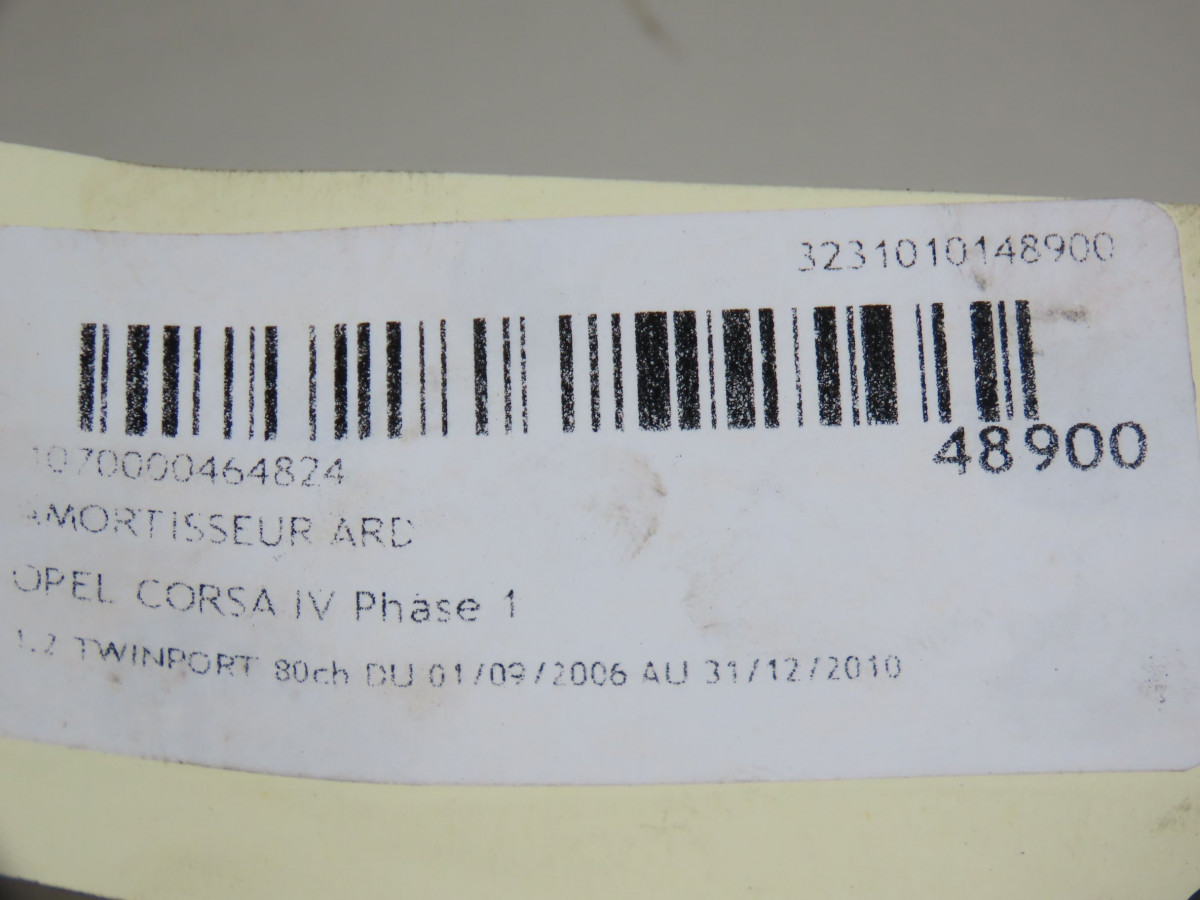 3231010148900
48900
1070000464824
AMORTISSEUR ARD
OPEL CORSA IV Phase 1
1.2 TWINPORT 80ch DU 01/09/2006 AU 31/12/2010